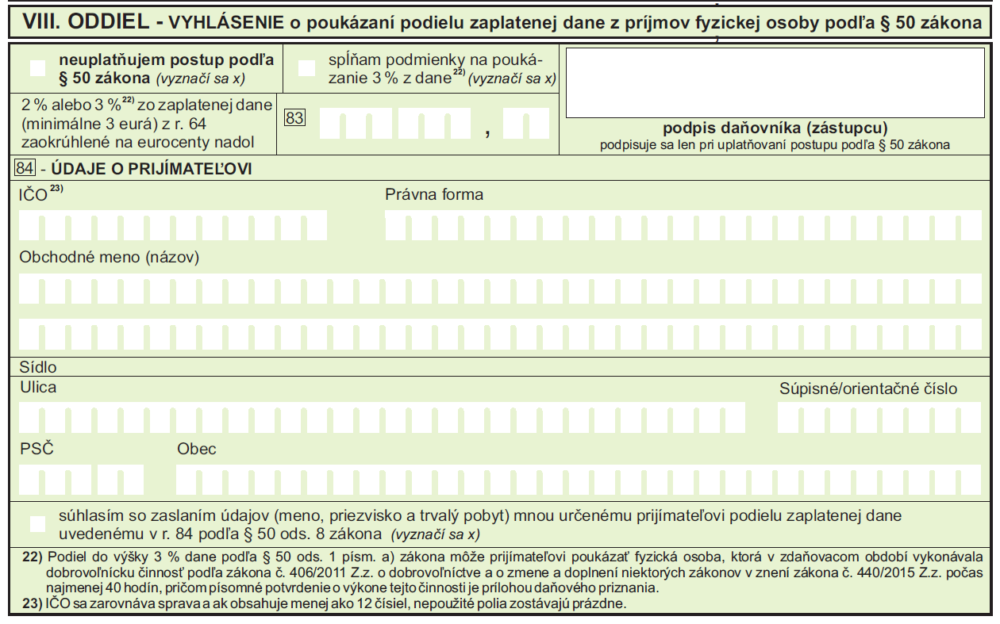 VIII. ODDIEL - VYHLÁSENIE o poukázaní podielu zaplatenej dane z príjmov fyzickej osoby podľa § 50 zákona
neuplatňujem postup podľa
§ 50 zákona (vyznačí sa x)
spĺňam podmienky na pouká-
zanie 3 % z dane 22) (vyznačí sa x)
2 % alebo 3 % 22) zo zaplatenej dane
(minimálne 3 eurá) z r. 64
zaokrúhlené na eurocenty nadol
83
,
podpis daňovníka (zástupcu)
podpisuje sa len pri uplatňovaní postupu podľa § 50 zákona
84 - ÚDAJE O PRIJÍMATEĽOVI
IČO 23)
Právna forma
Obchodné meno (názov)
Sídlo
Ulica
Súpisné/orientačné číslo
PSČ
Obec
súhlasím so zaslaním údajov (meno, priezvisko a trvalý pobyt) mnou určenému prijímateľovi podielu zaplatenej dane
uvedenému v r. 84 podľa § 50 ods. 8 zákona (vyznačí sa x)
22) Podiel do výšky 3 % dane podľa § 50 ods. 1 písm. a) zákona môže prijímateľovi poukázať fyzická osoba, ktorá v zdaňovacom období vykonávala
dobrovoľnícku činnosť podľa zákona č. 406/2011 Z.z. o dobrovoľníctve a o zmene a doplnení niektorých zákonov v znení zákona č. 440/2015 Z.z. počas
najmenej 40 hodín, pričom písomné potvrdenie o výkone tejto činnosti je prílohou daňového priznania.
23) IČO sa zarovnáva sprava a ak obsahuje menej ako 12 čísiel, nepoužité polia zostávajú prázdne.